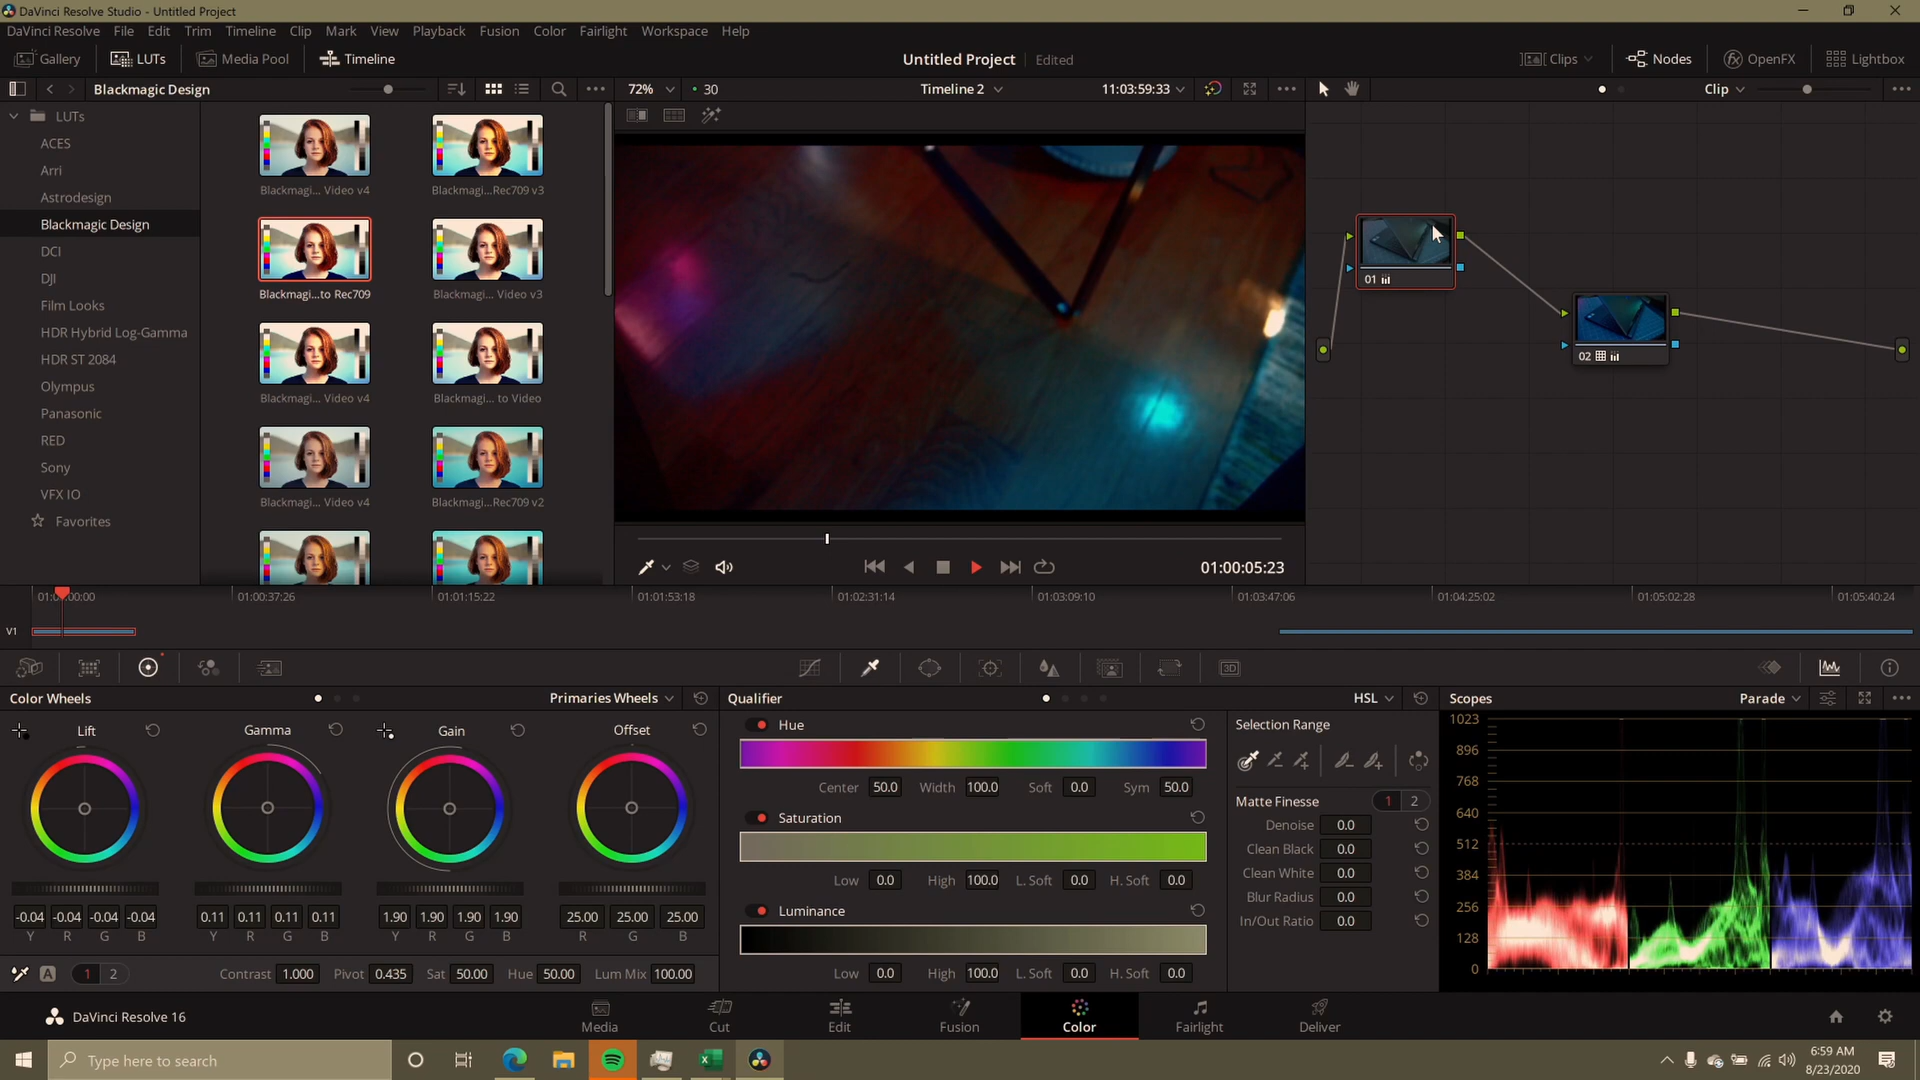 DaVinci Resolve Studio - Untitled Project
DaVinci Resolve File Edit Trim Timeline Clip Mark View Playback Fusion Color Fairlight Workspace Help
Gallery LUTs Media Pool Timeline Untitled Project Edited Clips Nodes OpenFX Lightbox
Blackmagic Design 72% 30 Timeline 2 11:03:59:33 Clip
LUTs
ACES
Arri
Astrodesign
Blackmagic Design
DCI
DJI
Film Looks
HDR Hybrid Log-Gamma
HDR ST 2084
Olympus
Panasonic
RED
Sony
VFX IO
Favorites
Blackmagi... Video v4 Blackmagi...Rec709 v3
Blackmagi...to Rec709 Blackmagi... Video v3
Blackmagi... Video v4 Blackmagi... to Video
Blackmagi... Video v4 Blackmagi...Rec709 v2
01
02
01:00:05:23
01:00:37:26 01:01:15:22 01:01:53:18 01:02:31:14 01:03:09:10 01:03:47:06 01:04:25:02 01:05:02:28 01:05:40:24
V1
Color Wheels Primaries Wheels
Lift Gamma Gain Offset
-0.04 -0.04 -0.04 -0.04 0.11 0.11 0.11 0.11 1.90 1.90 1.90 1.90 25.00 25.00 25.00
Y R G B Y R G B Y R G B R G B
A 1 2 Contrast 1.000 Pivot 0.435 Sat 50.00 Hue 50.00 Lum Mix 100.00
Qualifier HSL
Hue
Center 50.0 Width 100.0 Soft 0.0 Sym 50.0
Saturation
Low 0.0 High 100.0 L. Soft 0.0 H. Soft 0.0
Luminance
Low 0.0 High 100.0 L. Soft 0.0 H. Soft 0.0
Selection Range
Matte Finesse 1 2
Denoise 0.0
Clean Black 0.0
Clean White 0.0
Blur Radius 0.0
In/Out Ratio 0.0
Scopes Parade
1023
896
768
640
512
384
256
128
0
DaVinci Resolve 16 Media Cut Edit Fusion Color Fairlight Deliver
Type here to search
6:59 AM
8/23/2020